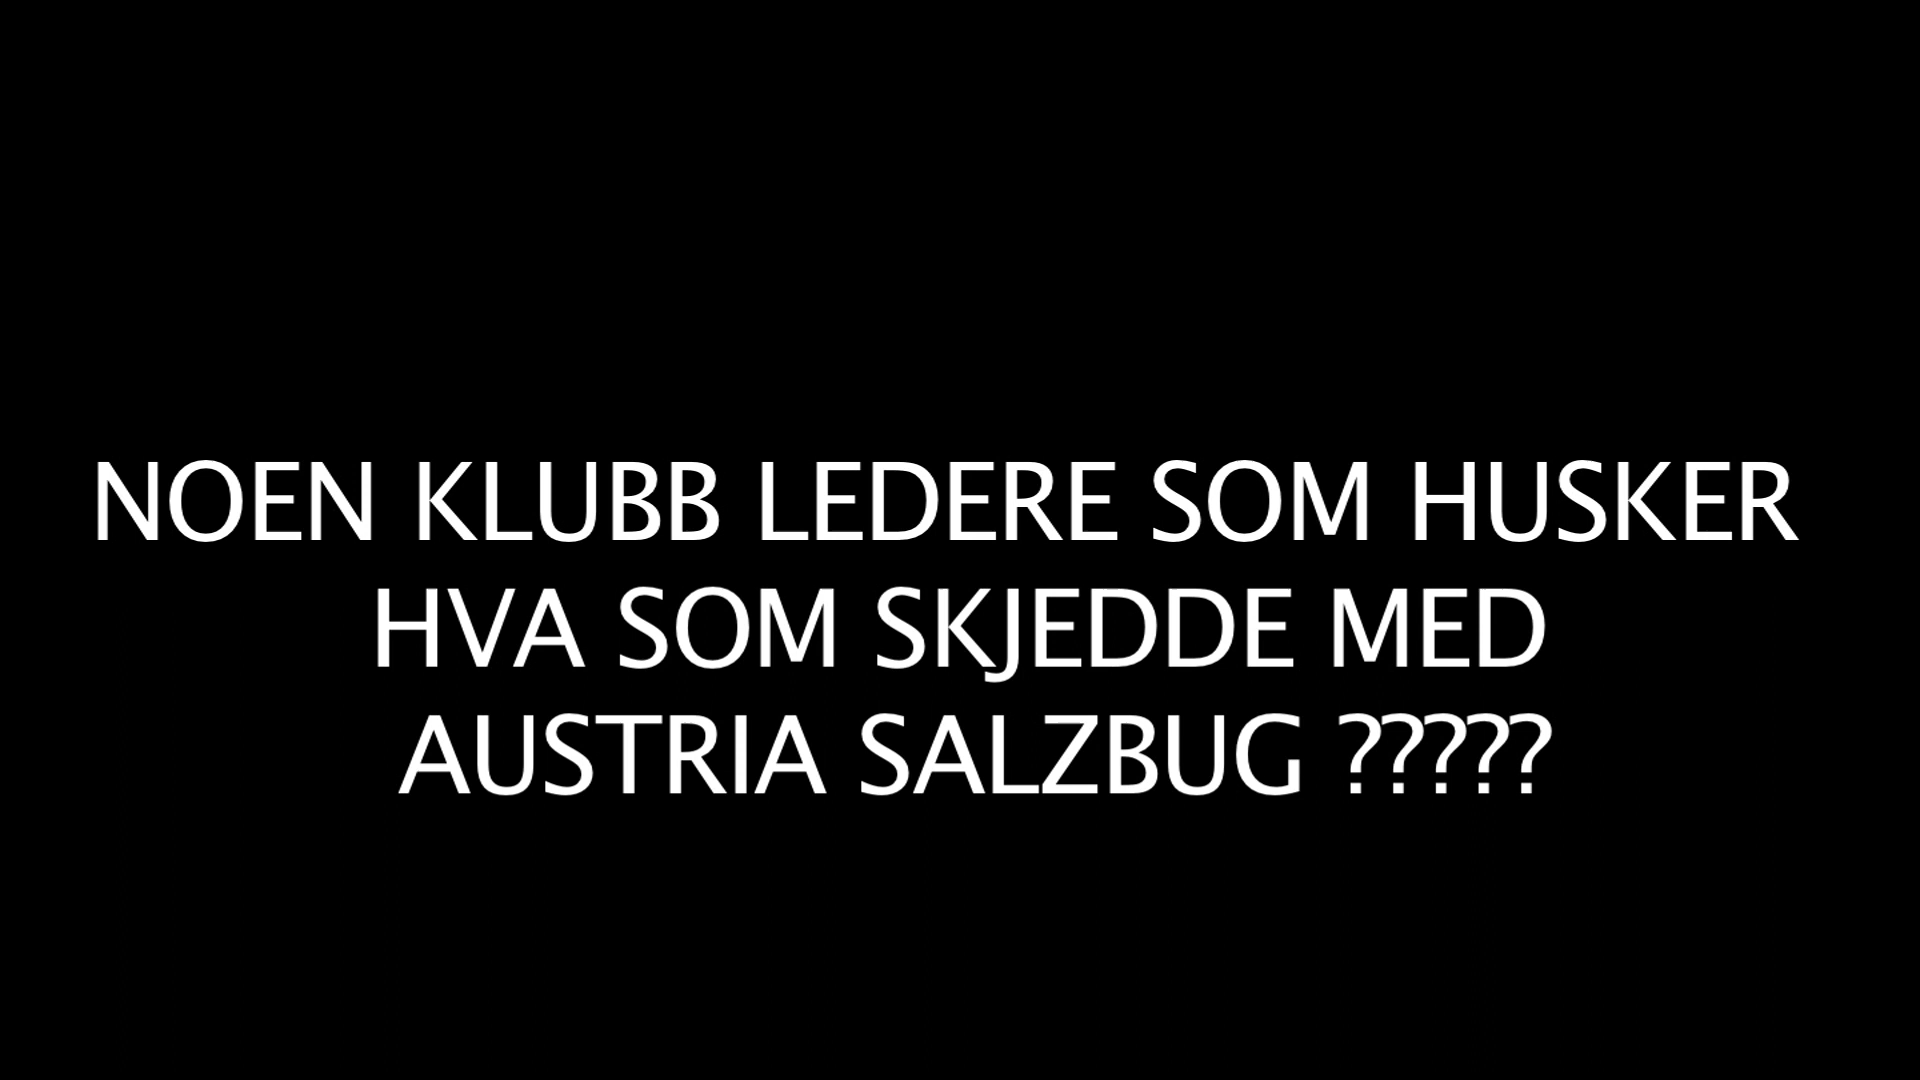 NOEN KLUBB LEDERE SOM HUSKER
HVA SOM SKJEDDE MED
AUSTRIA SALZBUG ?????